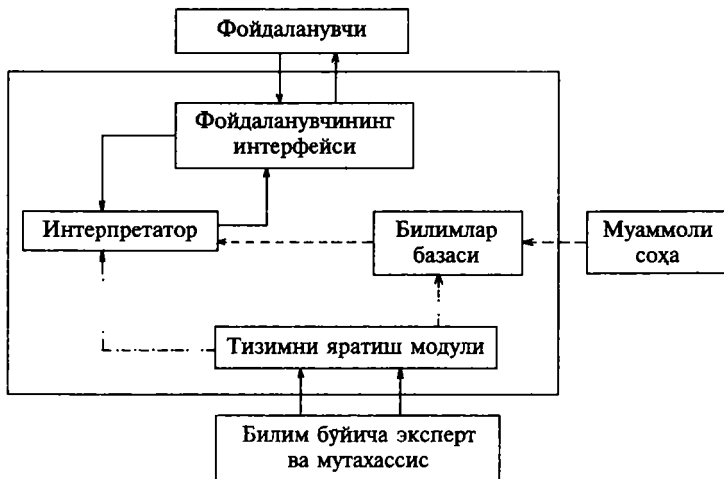 Фойдаланувчи
Фойдаланувчининг
интерфейси
Интерпретатор
Билимлар
базаси
Муаммоли
соҳа
Тизимни яратиш модули
Билим бўйича эксперт
ва мутахассис